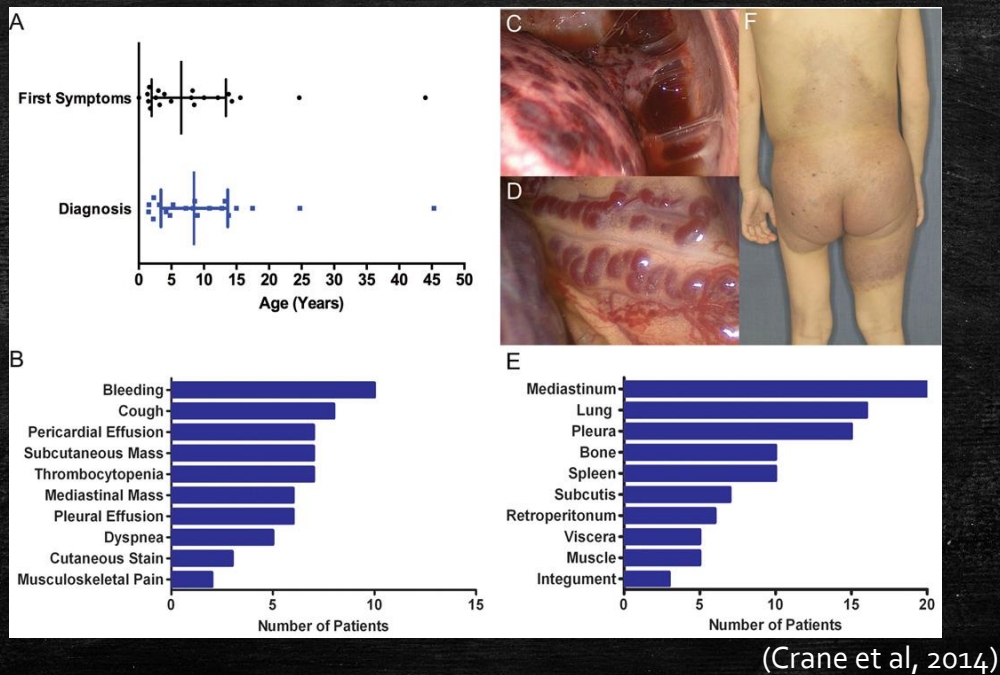 A
First Symptoms
Diagnosis
0 5 10 15 20 25 30 35 40 45 50
Age (Years)
C
D
F
B
Bleeding
Cough
Pericardial Effusion
Subcutaneous Mass
Thrombocytopenia
Mediastinal Mass
Pleural Effusion
Dyspnea
Cutaneous Stain
Musculoskeletal Pain
0 5 10 15
Number of Patients
E
Mediastinum
Lung
Pleura
Bone
Spleen
Subcutis
Retroperitonum
Viscera
Muscle
Integument
0 5 10 15 20
Number of Patients
(Crane et al, 2014)